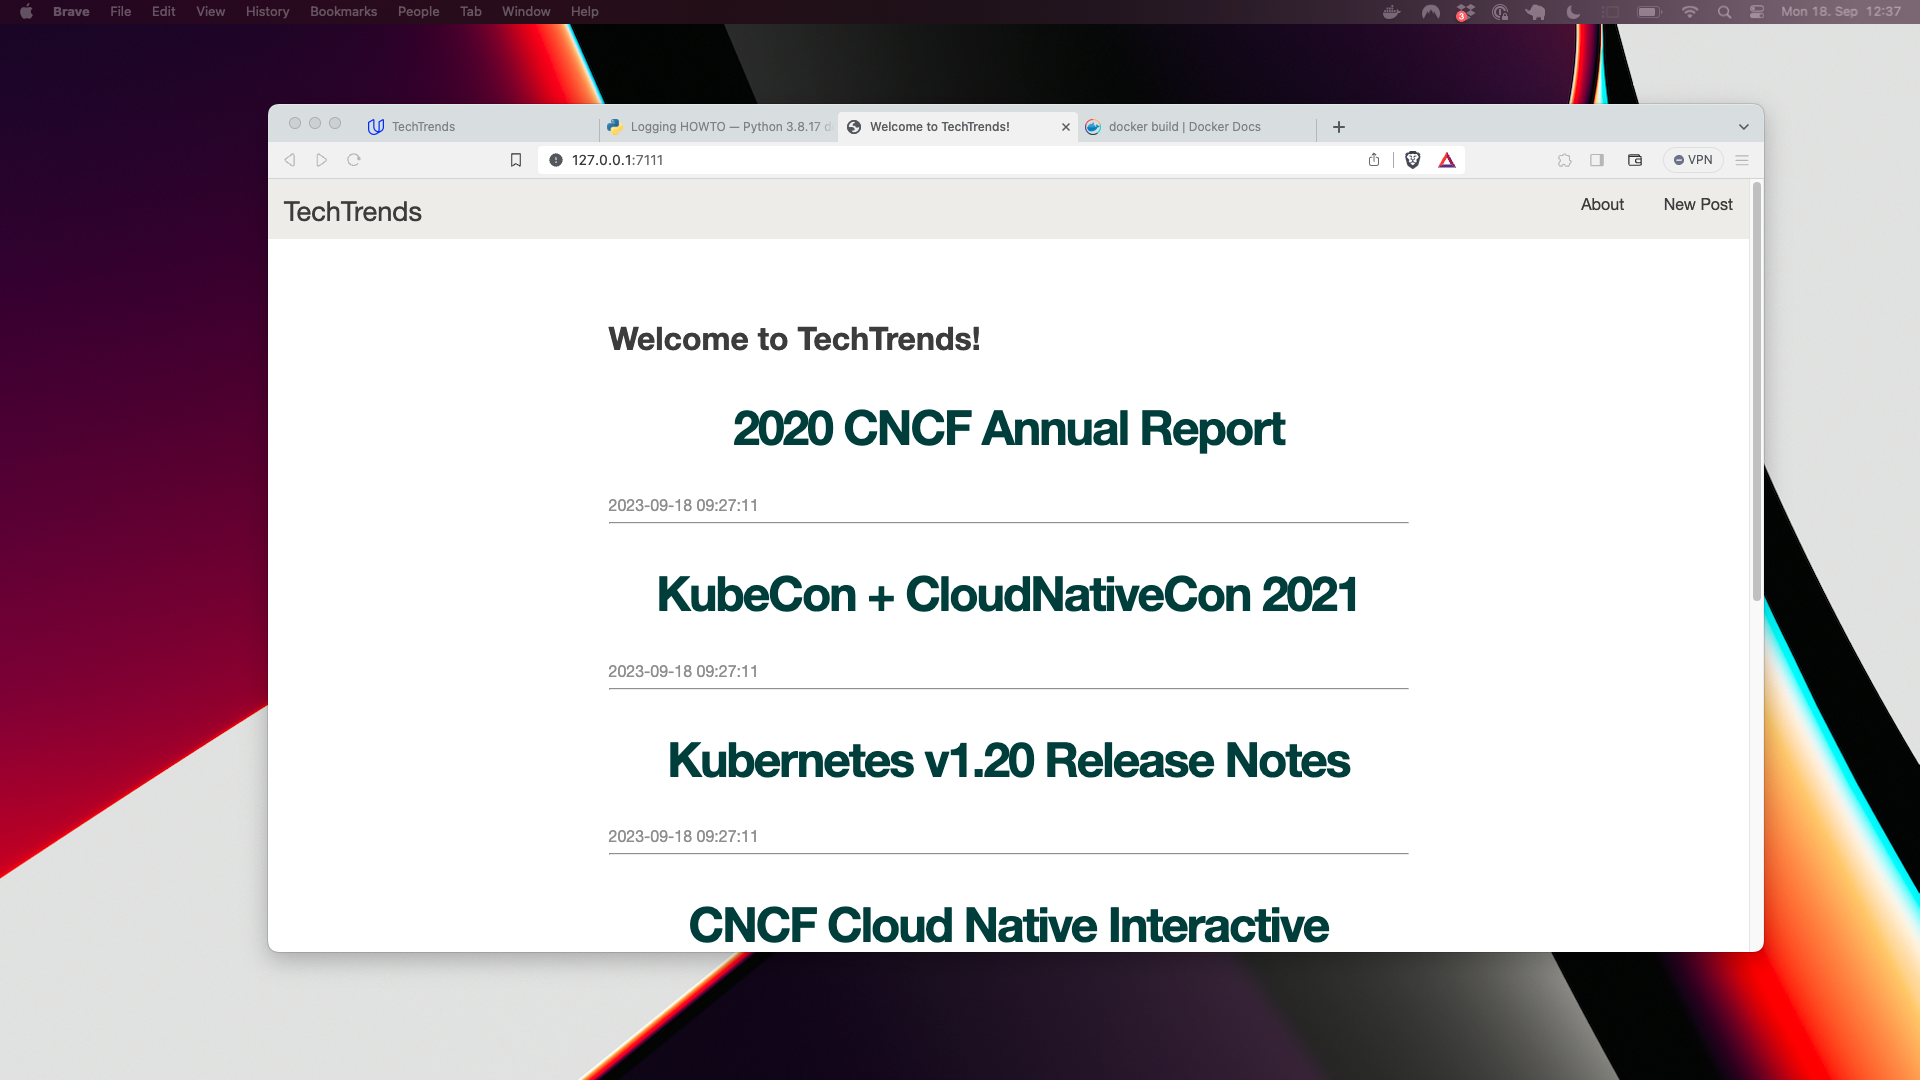 Brave File Edit View History Bookmarks People Tab Window Help
3
Mon 18. Sep 12:37
TechTrends
Logging HOWTO — Python 3.8.17 d
Welcome to TechTrends!
docker build | Docker Docs
127.0.0.1:7111
VPN
TechTrends
About
New Post
Welcome to TechTrends!
2020 CNCF Annual Report
2023-09-18 09:27:11
KubeCon + CloudNativeCon 2021
2023-09-18 09:27:11
Kubernetes v1.20 Release Notes
2023-09-18 09:27:11
CNCF Cloud Native Interactive